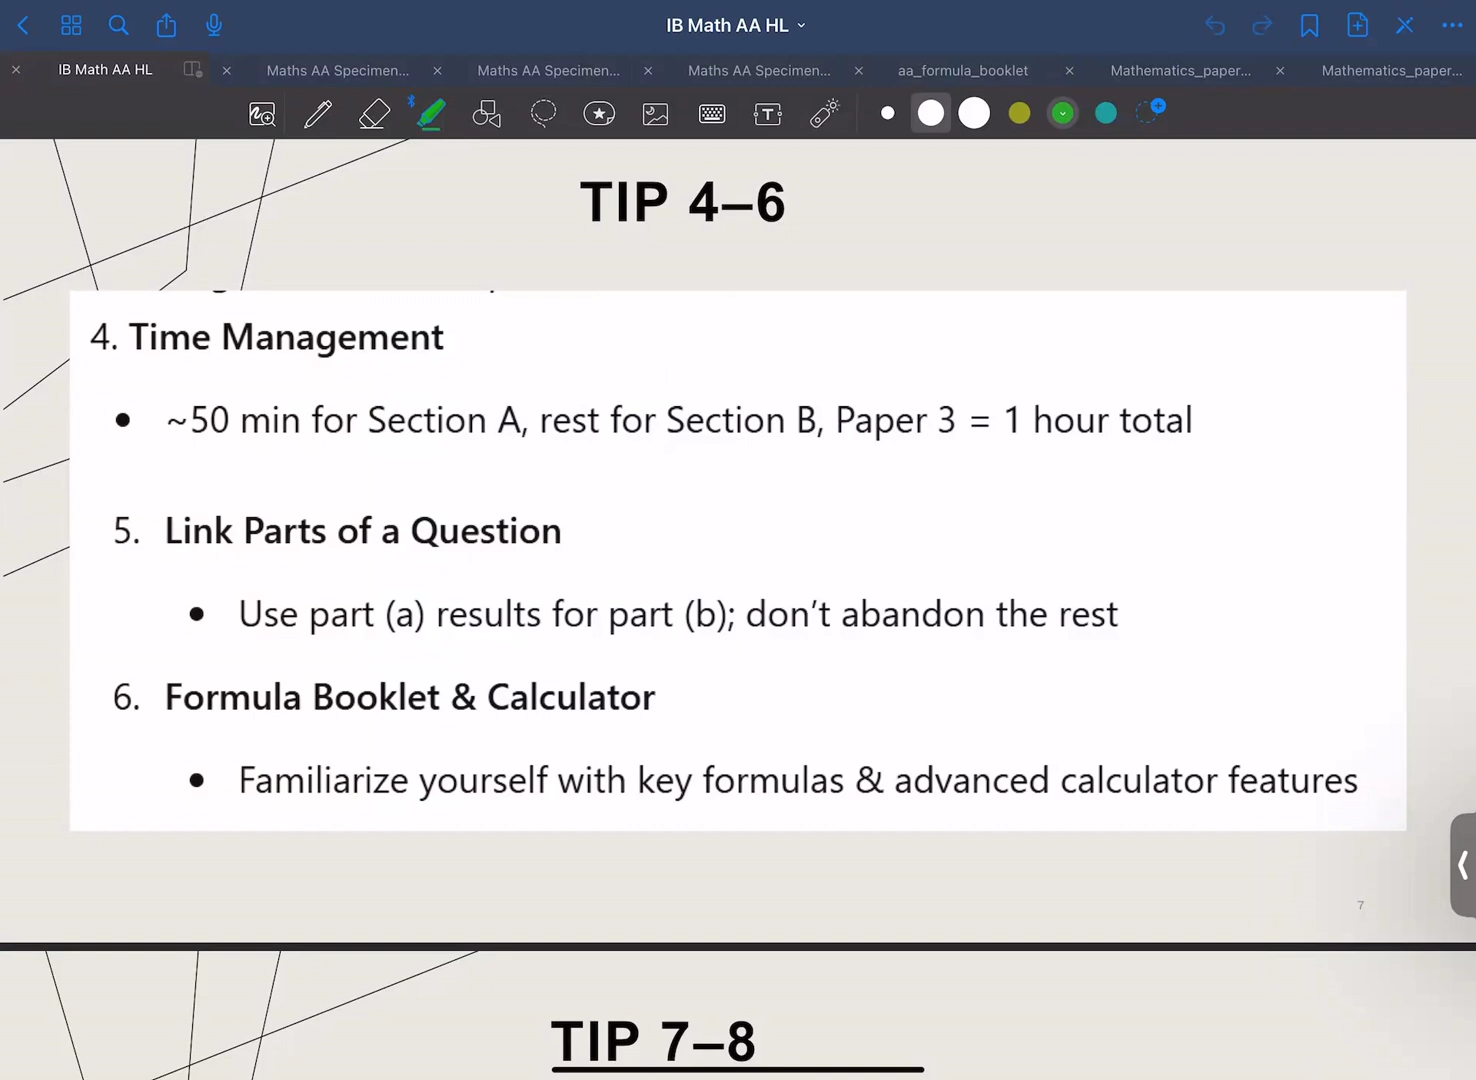 IB Math AA HL
IB Math AA HL
Maths AA Specimen...
Maths AA Specimen...
Maths AA Specimen...
aa_formula_booklet
Mathematics_paper...
Mathematics_paper...
T
TIP 4–6
4. Time Management
• ~50 min for Section A, rest for Section B, Paper 3 = 1 hour total
5. Link Parts of a Question
• Use part (a) results for part (b); don’t abandon the rest
6. Formula Booklet & Calculator
• Familiarize yourself with key formulas & advanced calculator features
7
TIP 7–8